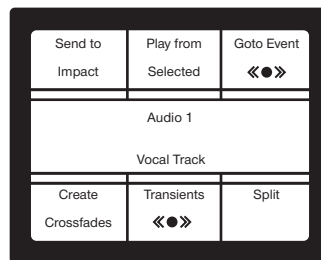 Send to Play from Goto Event
Impact Selected «●»
Audio 1
Vocal Track
Create Transients Split
Crossfades «●»